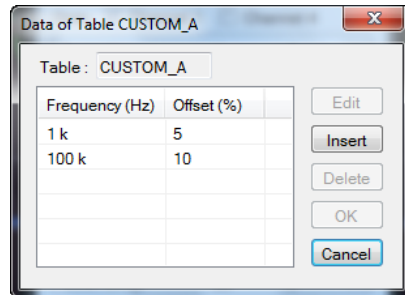 Data of Table CUSTOM_A
Table : CUSTOM_A
Frequency (Hz) Offset (%)
1 k 5
100 k 10
Edit
Insert
Delete
OK
Cancel